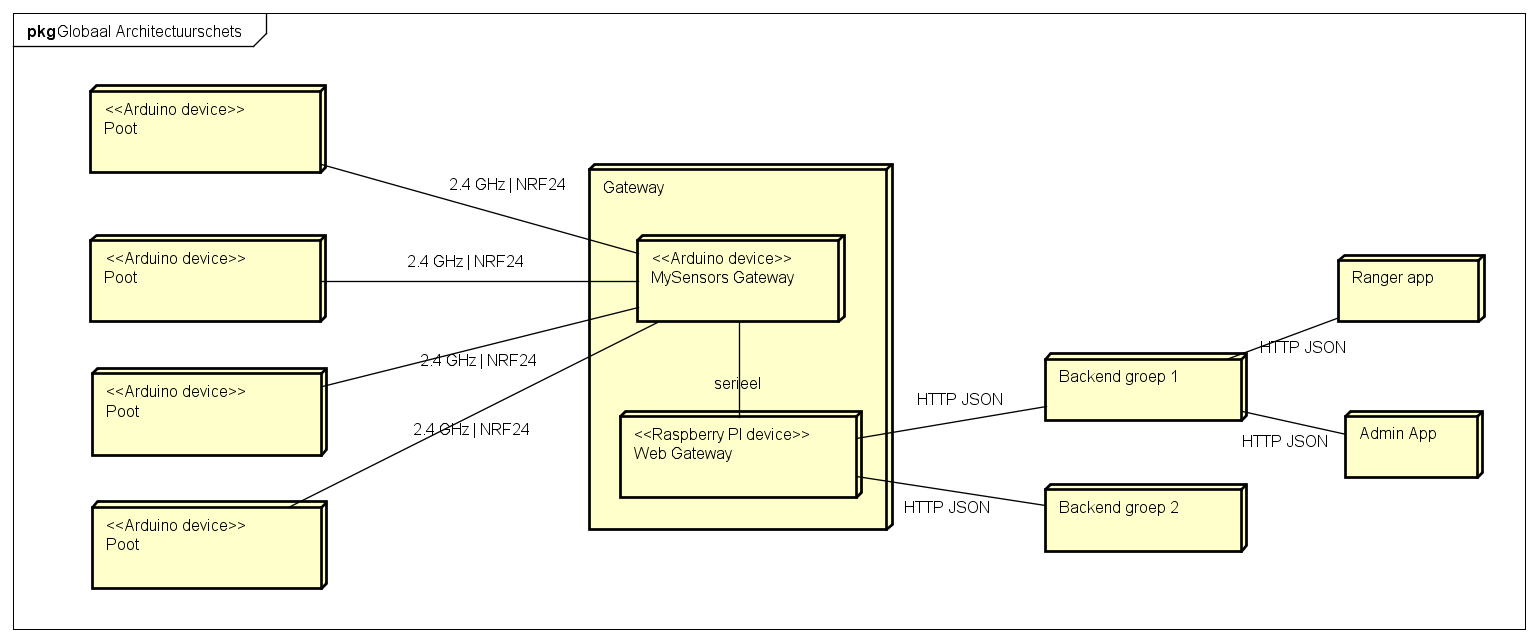 pkgGlobaal Architectuurschets
<<Arduino device>>
Poot
2.4 GHz | NRF24
Gateway
<<Arduino device>>
Poot
2.4 GHz | NRF24
<<Arduino device>>
MySensors Gateway
Ranger app
HTTP JSON
<<Arduino device>>
Poot
2.4 GHz | NRF24
serieel
Backend groep 1
HTTP JSON
2.4 GHz | NRF24
<<Raspberry PI device>>
Web Gateway
Admin App
HTTP JSON
<<Arduino device>>
Poot
HTTP JSON
Backend groep 2